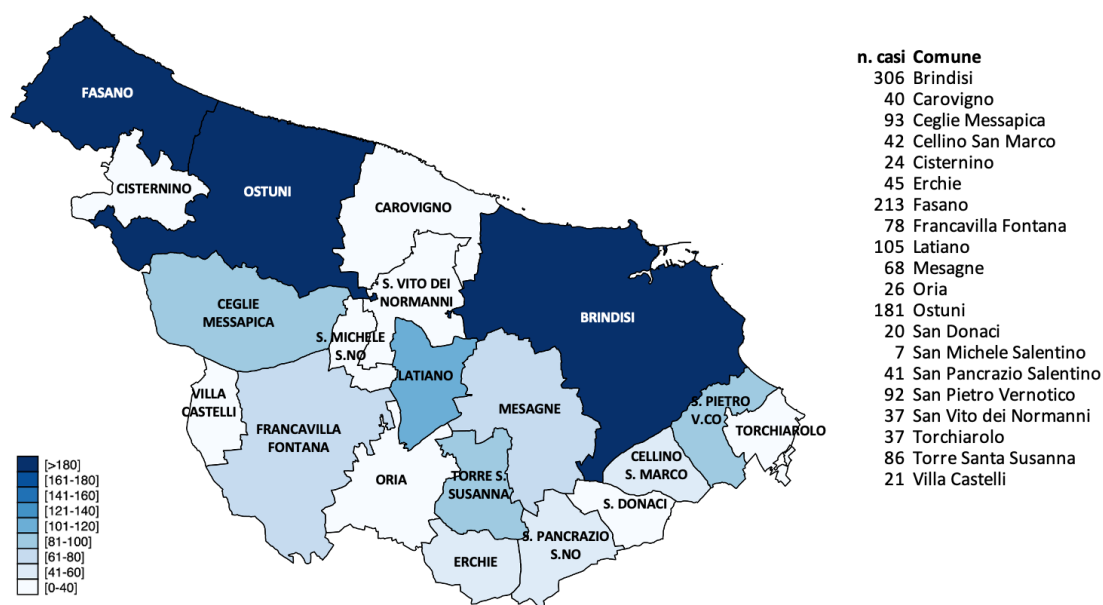 FASANO
CISTERNINO
OSTUNI
CAROVIGNO
S. VITO DEI
NORMANNI
CEGLIE
MESSAPICA
S. MICHELE
S.NO
BRINDISI
LATIANO
VILLA
CASTELLI
FRANCAVILLA
FONTANA
MESAGNE
S. PIETRO
V.CO
TORCHIAROLO
CELLINO
S. MARCO
ORIA
TORRE S.
SUSANNA
S. DONACI
S. PANCRAZIO
S.NO
ERCHIE
[>180]
[161-180]
[141-160]
[121-140]
[101-120]
[81-100]
[61-80]
[41-60]
[0-40]
n. casi Comune
306 Brindisi
40 Carovigno
93 Ceglie Messapica
42 Cellino San Marco
24 Cisternino
45 Erchie
213 Fasano
78 Francavilla Fontana
105 Latiano
68 Mesagne
26 Oria
181 Ostuni
20 San Donaci
7 San Michele Salentino
41 San Pancrazio Salentino
92 San Pietro Vernotico
37 San Vito dei Normanni
37 Torchiarolo
86 Torre Santa Susanna
21 Villa Castelli